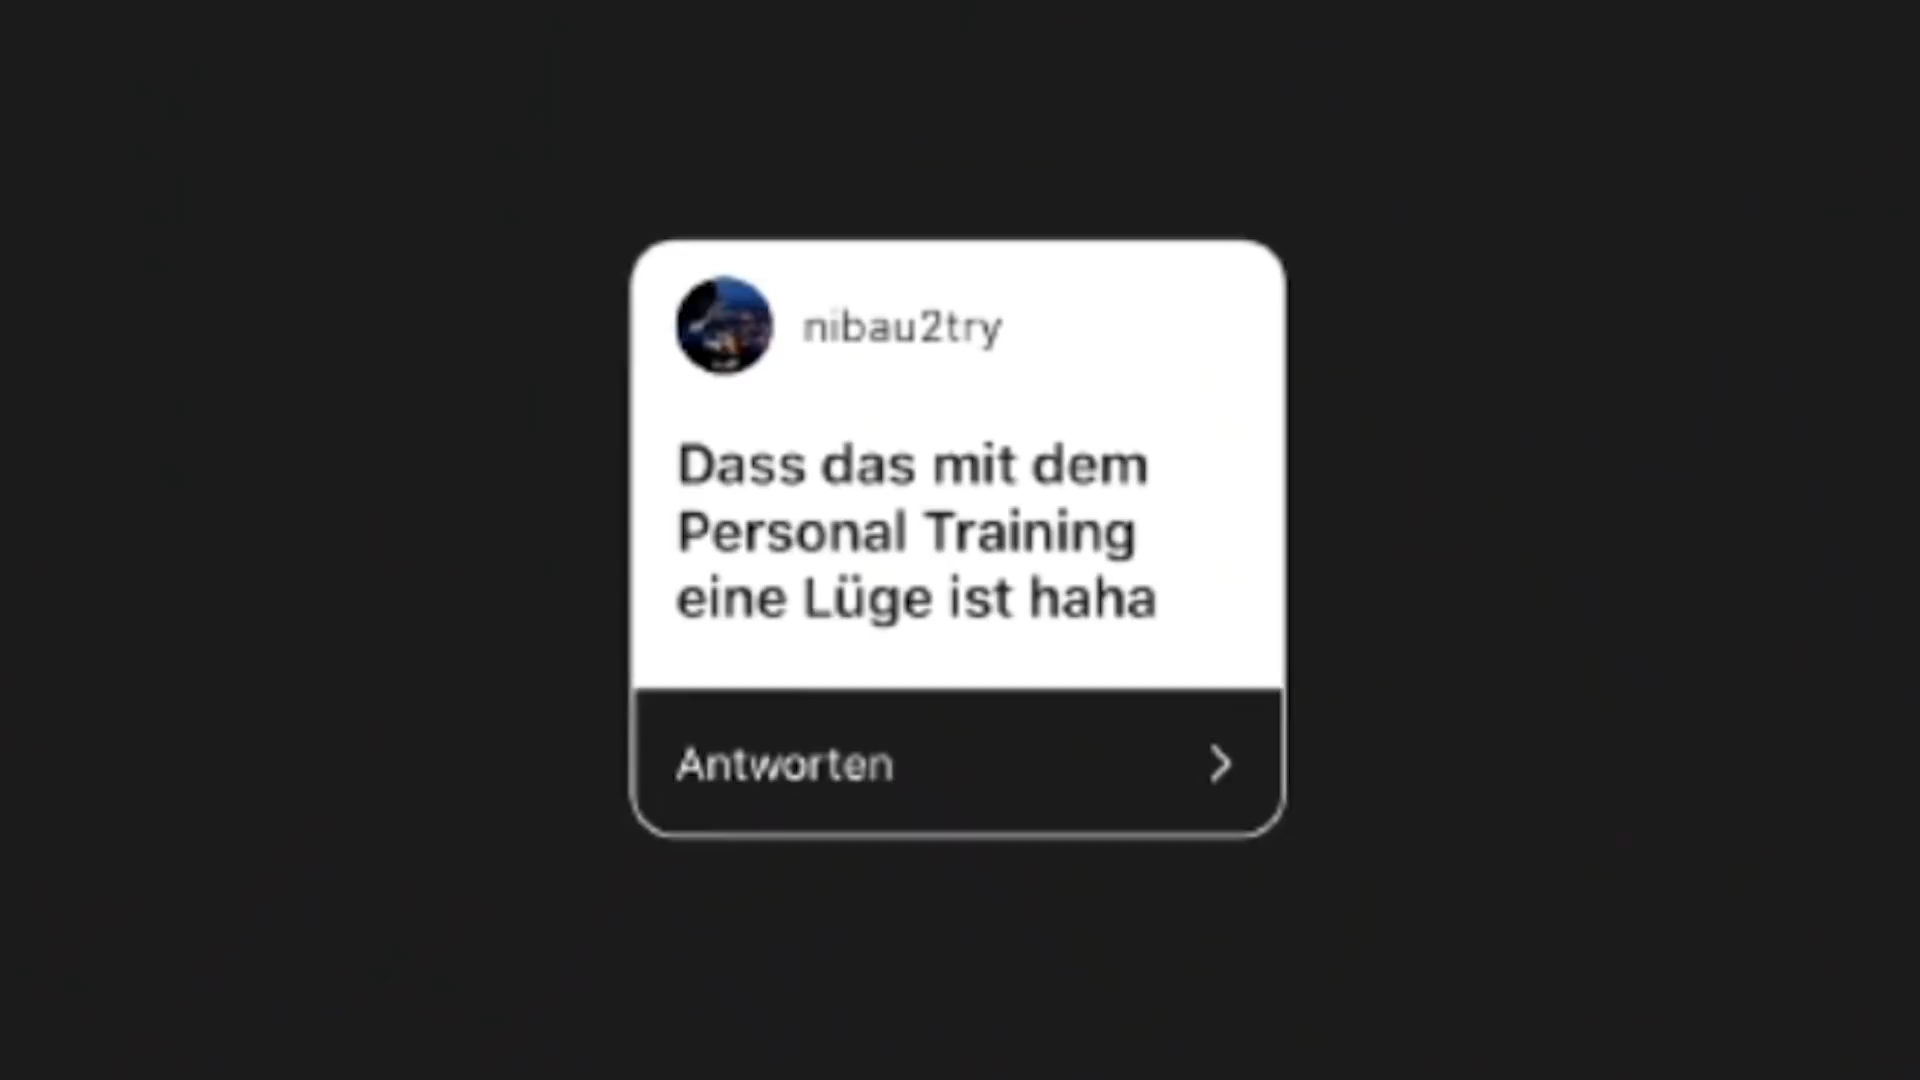 nibau2try
Dass das mit dem
Personal Training
eine Lüge ist haha
Antworten